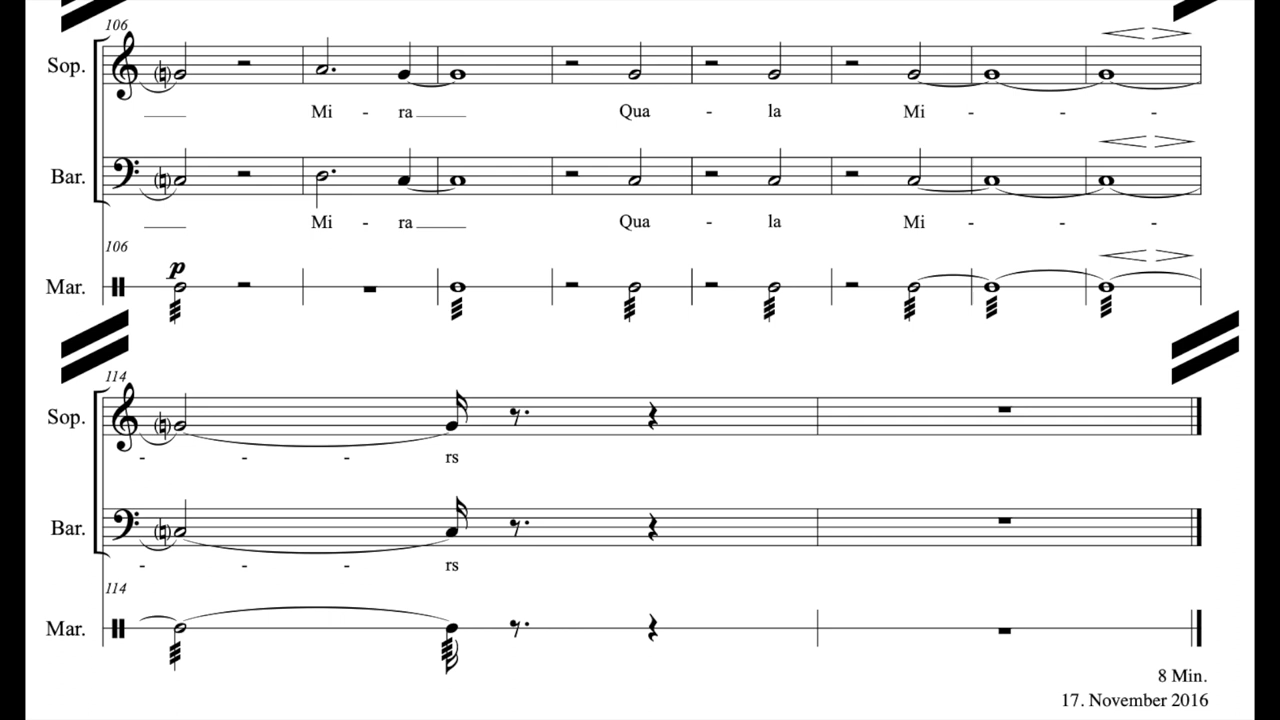 106
Sop.
Mi - ra Qua - la Mi - - -
Bar.
Mi - ra Qua - la Mi - - -
106
p
Mar.
114
Sop.
- - - rs
Bar.
- - - rs
114
Mar.
8 Min.
17. November 2016